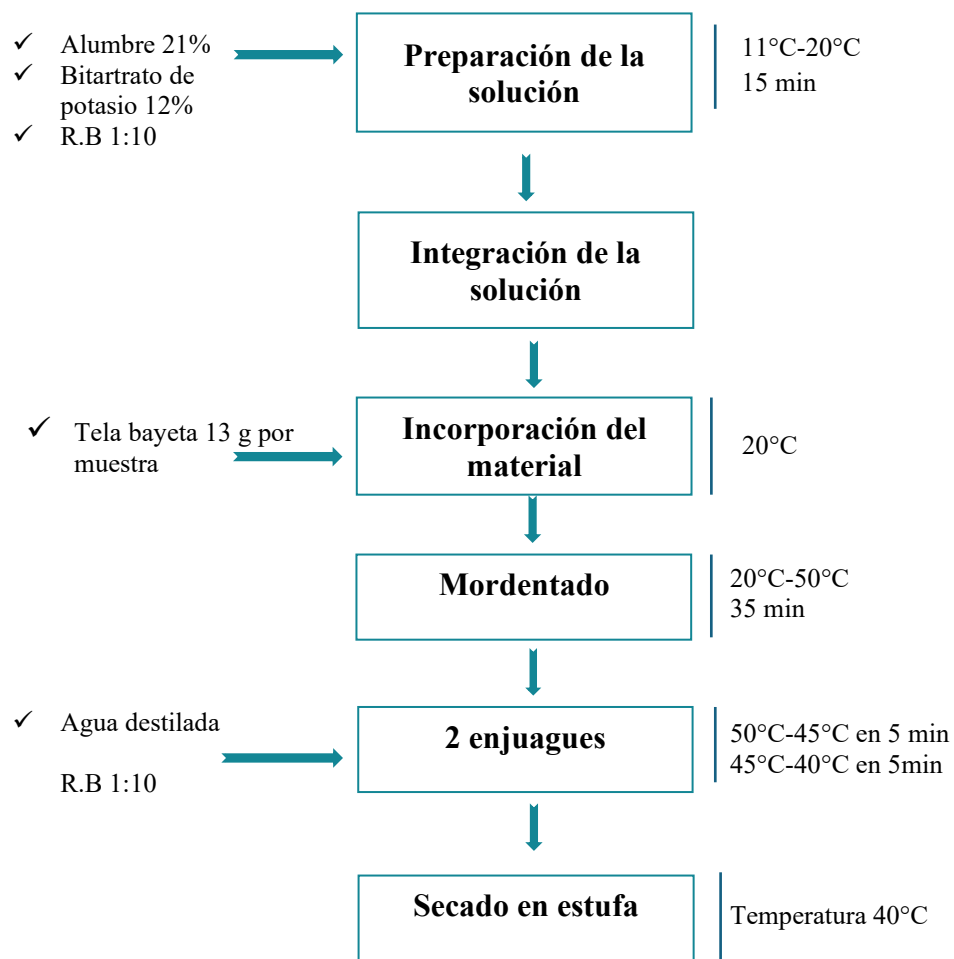 ✓ Alumbre 21%
✓ Bitartrato de
potasio 12%
✓ R.B 1:10
Preparación de la
solución
11°C-20°C
15 min
Integración de la
solución
✓ Tela bayeta 13 g por
muestra
Incorporación del
material
20°C
Mordentado
20°C-50°C
35 min
✓ Agua destilada
R.B 1:10
2 enjuagues
50°C-45°C en 5 min
45°C-40°C en 5min
Secado en estufa
Temperatura 40°C